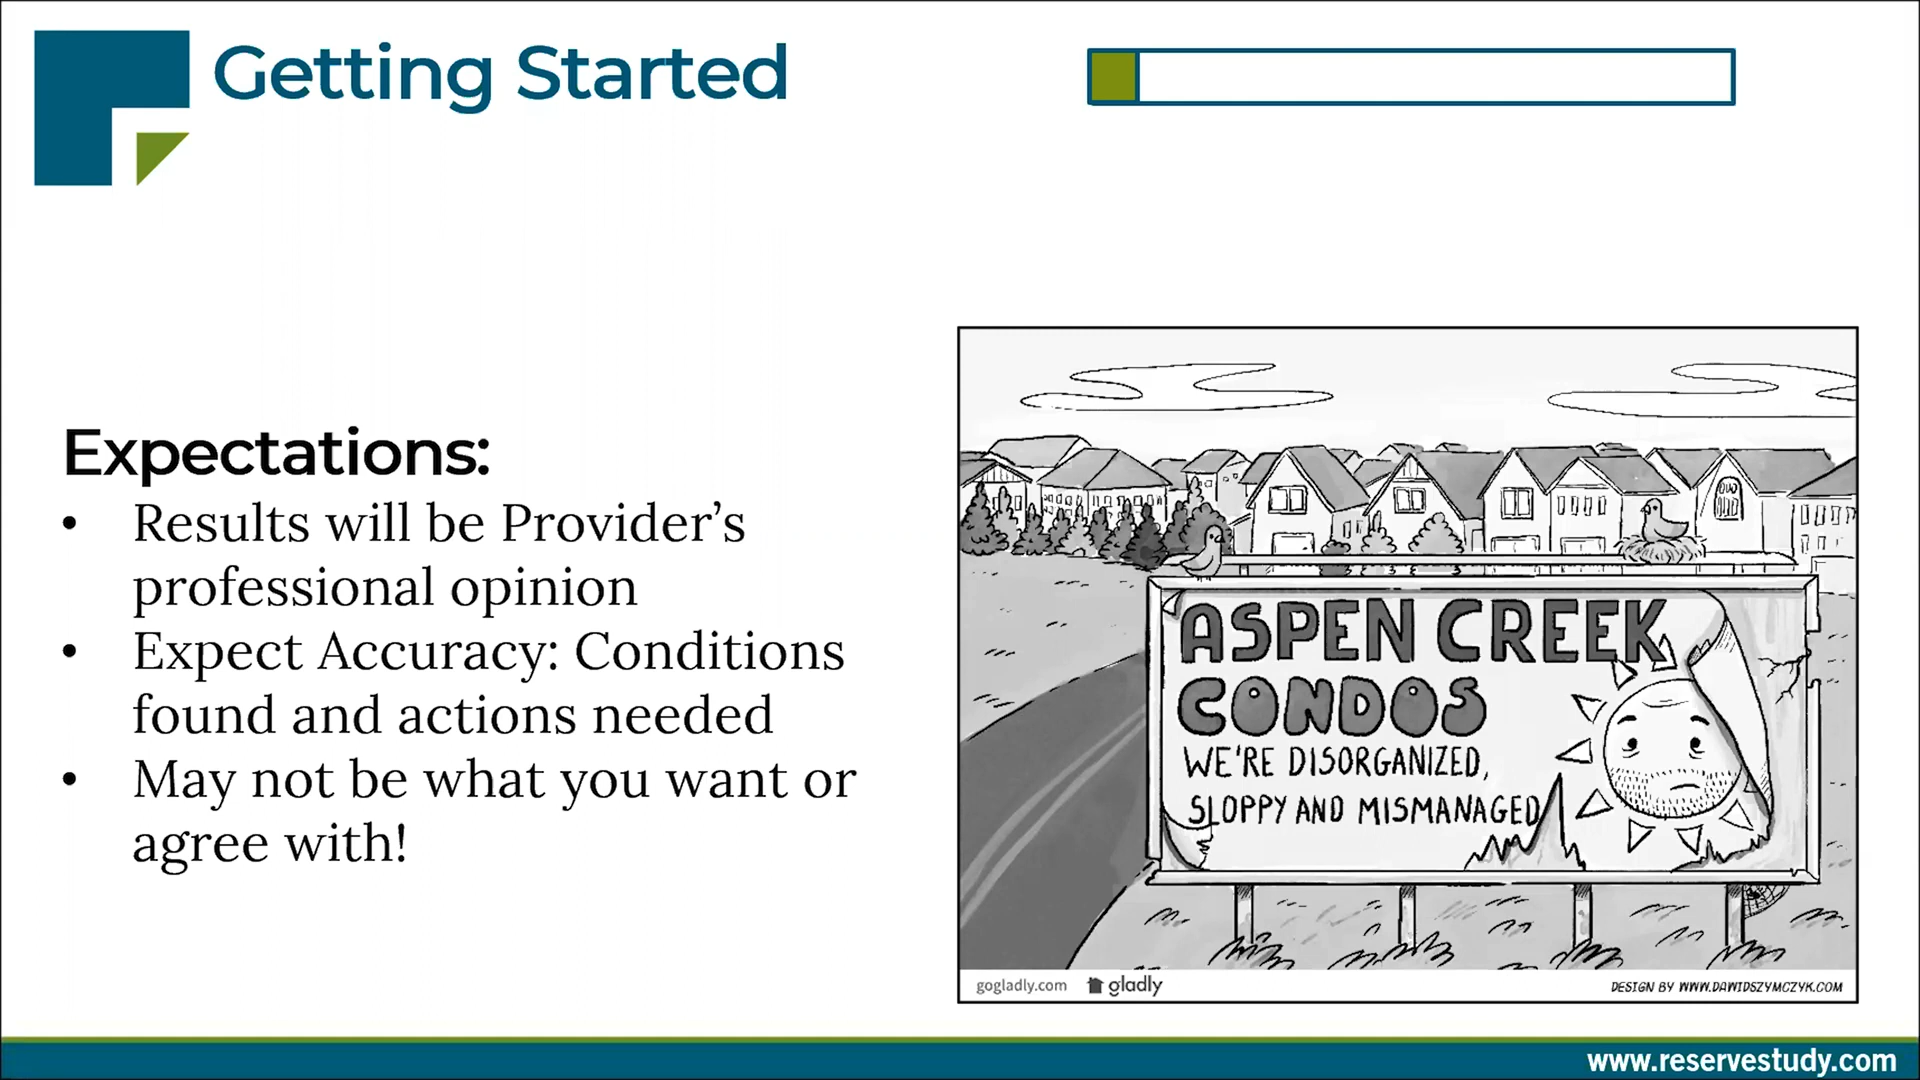 Getting Started
Expectations:
• Results will be Provider’s
professional opinion
• Expect Accuracy: Conditions
found and actions needed
• May not be what you want or
agree with!
ASPEN CREEK
CONDOS
WE'RE DISORGANIZED,
SLOPPY AND MISMANAGED
gogladly.com gladly
DESIGN BY WWW.DAWIDSZYMCZYK.COM
www.reservestudy.com